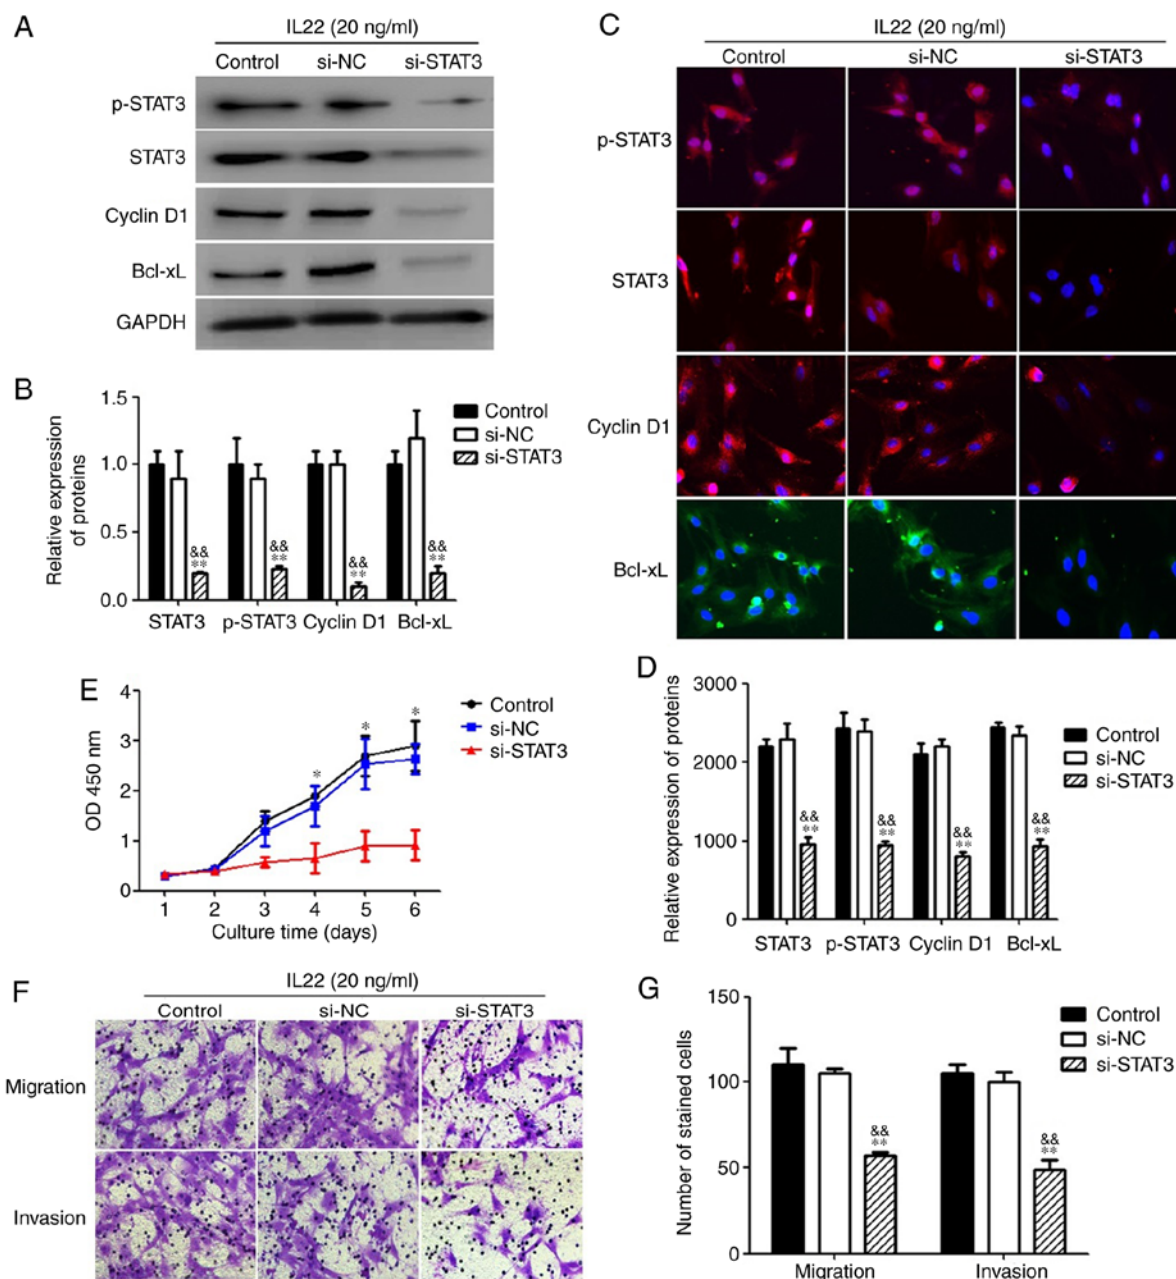 A
IL22 (20 ng/ml)
Control si-NC si-STAT3
p-STAT3
STAT3
Cyclin D1
Bcl-xL
GAPDH
B
Relative expression
of proteins
1.5
1.0
0.5
0.0
&&
**
&&
**
&&
**
&&
**
STAT3 p-STAT3 Cyclin D1 Bcl-xL
Control
si-NC
si-STAT3
C
IL22 (20 ng/ml)
Control si-NC si-STAT3
p-STAT3
STAT3
Cyclin D1
Bcl-xL
D
Relative expression of proteins
3000
2000
1000
0
&&
**
&&
**
&&
**
&&
**
STAT3 p-STAT3 Cyclin D1 Bcl-xL
Control
si-NC
si-STAT3
E
OD 450 nm
4
3
2
1
0
* * *
1 2 3 4 5 6
Culture time (days)
Control
si-NC
si-STAT3
F
IL22 (20 ng/ml)
Control si-NC si-STAT3
Migration
Invasion
G
Number of stained cells
150
100
50
0
&&
**
&&
**
Migration Invasion
Control
si-NC
si-STAT3